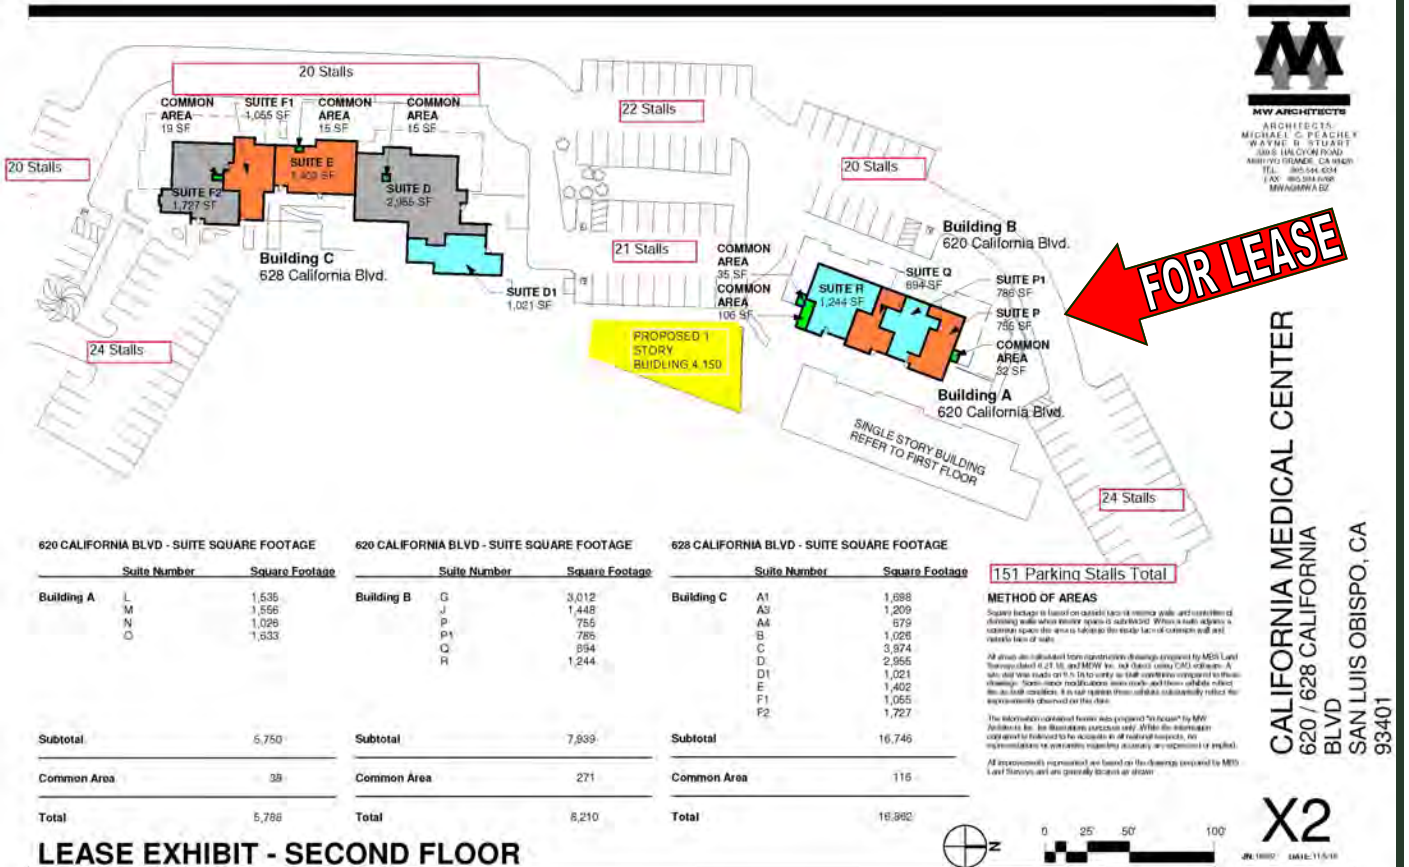 20 Stalls
COMMON
AREA
19 SF
SUITE F1
1,055 SF
COMMON
AREA
15 SF
COMMON
AREA
15 SF
22 Stalls
20 Stalls
20 Stalls
SUITE E
1,402 SF
SUITE F2
1,727 SF
SUITE D
2,955 SF
Building C
628 California Blvd.
SUITE D1
1,021 SF
21 Stalls
COMMON
AREA
35 SF
COMMON
AREA
106 SF
Building B
620 California Blvd.
SUITE Q
694 SF
SUITE R
1,244 SF
SUITE P1
786 SF
SUITE P
755 SF
COMMON
AREA
32 SF
Building A
620 California Blvd.
FOR LEASE
24 Stalls
PROPOSED 1
STORY
BUIDLING 4,150
SINGLE STORY BUILDING
REFER TO FIRST FLOOR
24 Stalls
MW ARCHITECTS
ARCHITECTS
MICHAEL C. PEACHEY
WAYNE R. STUART
CALIFORNIA MEDICAL CENTER
620 / 628 CALIFORNIA
BLVD
SAN LUIS OBISPO, CA
93401
620 CALIFORNIA BLVD - SUITE SQUARE FOOTAGE
Suite Number Square Footage
Building A L 1,535
M 1,556
N 1,026
O 1,633
Subtotal 5,750
Common Area 38
Total 5,788
620 CALIFORNIA BLVD - SUITE SQUARE FOOTAGE
Suite Number Square Footage
Building B G 3,012
J 1,448
P 755
P1 786
Q 694
R 1,244
Subtotal 7,939
Common Area 271
Total 8,210
628 CALIFORNIA BLVD - SUITE SQUARE FOOTAGE
Suite Number Square Footage
Building C A1 1,698
A3 1,209
A4 679
B 1,026
C 3,974
D 2,955
D1 1,021
E 1,402
F1 1,055
F2 1,727
Subtotal 16,746
Common Area 116
Total 16,862
151 Parking Stalls Total
METHOD OF AREAS
N
0 25' 50' 100'
X2
LEASE EXHIBIT - SECOND FLOOR